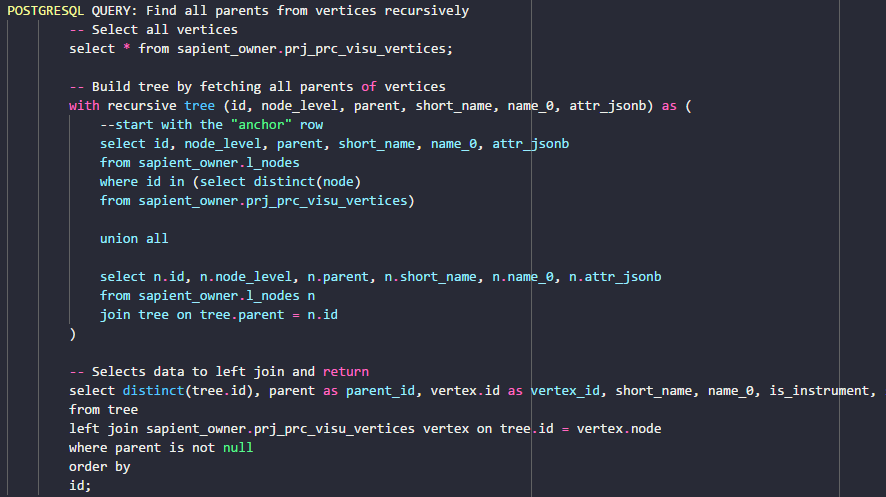 POSTGRESQL QUERY: Find all parents from vertices recursively
-- Select all vertices
select * from sapient_owner.prj_prc_visu_vertices;
-- Build tree by fetching all parents of vertices
with recursive tree (id, node_level, parent, short_name, name_0, attr_jsonb) as (
--start with the "anchor" row
select id, node_level, parent, short_name, name_0, attr_jsonb
from sapient_owner.l_nodes
where id in (select distinct(node)
from sapient_owner.prj_prc_visu_vertices)
union all
select n.id, n.node_level, n.parent, n.short_name, n.name_0, n.attr_jsonb
from sapient_owner.l_nodes n
join tree on tree.parent = n.id
)
-- Selects data to left join and return
select distinct(tree.id), parent as parent_id, vertex.id as vertex_id, short_name, name_0, is_instrument,
from tree
left join sapient_owner.prj_prc_visu_vertices vertex on tree.id = vertex.node
where parent is not null
order by
id;